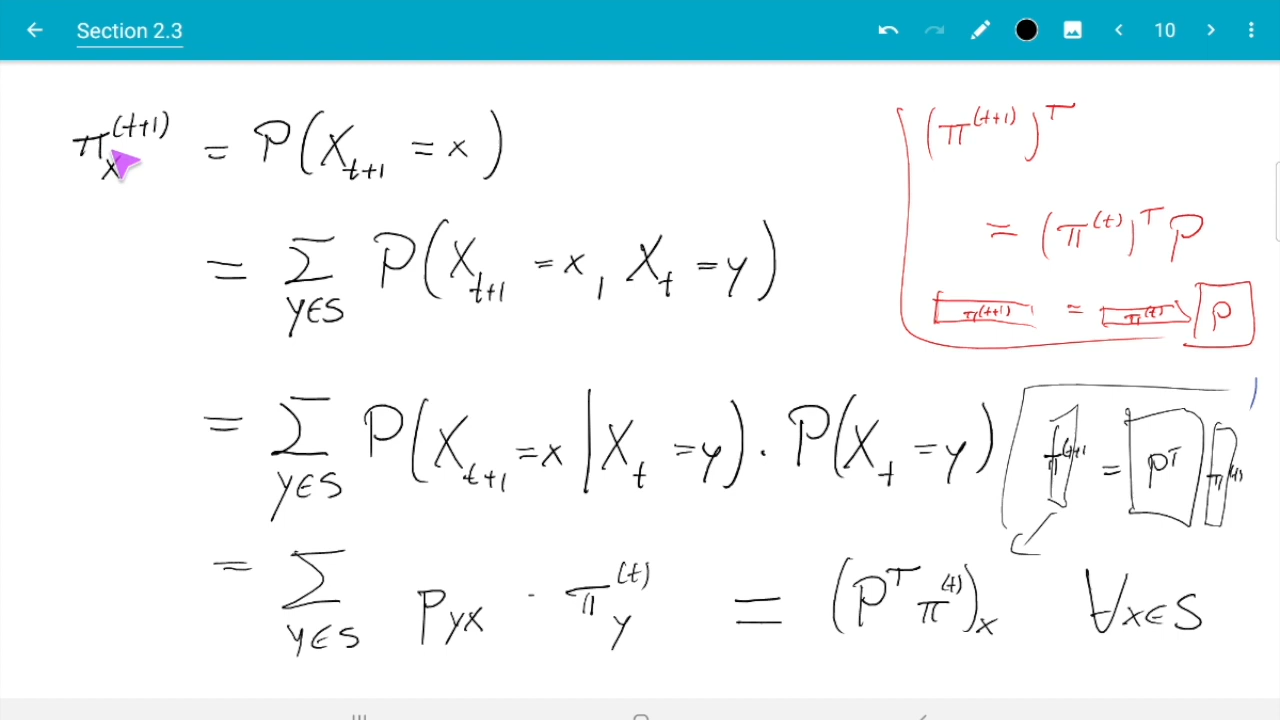 Section 2.3
10
π_x^(t+1) = P(X_{t+1} = x)
= Σ_{y∈S} P(X_{t+1} = x, X_t = y)
= Σ_{y∈S} P(X_{t+1} = x | X_t = y) · P(X_t = y)
= Σ_{y∈S} p_{yx} · π_y^(t) = (P^T π^(t))_x ∀x∈S
(π^(t+1))^T
= (π^(t))^T P
π^(t+1) = π^(t) P
π^(t+1) = P^T π^(t)